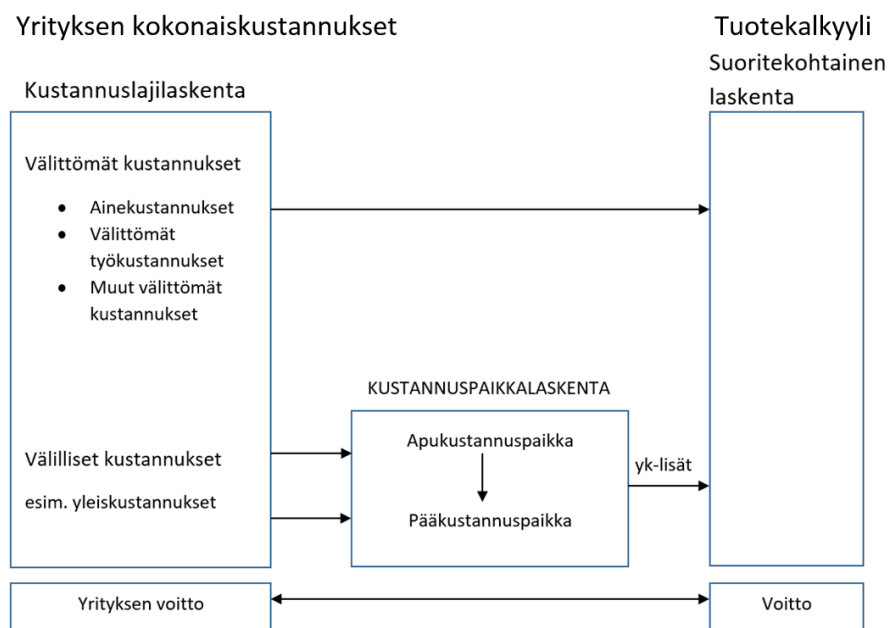 Yrityksen kokonaiskustannukset
Tuotekalkyyli
Suoritekohtainen
laskenta
Kustannuslajilaskenta
Välittömät kustannukset
• Ainekustannukset
• Välittömät
työkustannukset
• Muut välittömät
kustannukset
KUSTANNUSPAIKKALASKENTA
Apukustannuspaikka
Välilliset kustannukset
yk-lisät
esim. yleiskustannukset
Pääkustannuspaikka
Yrityksen voitto
Voitto